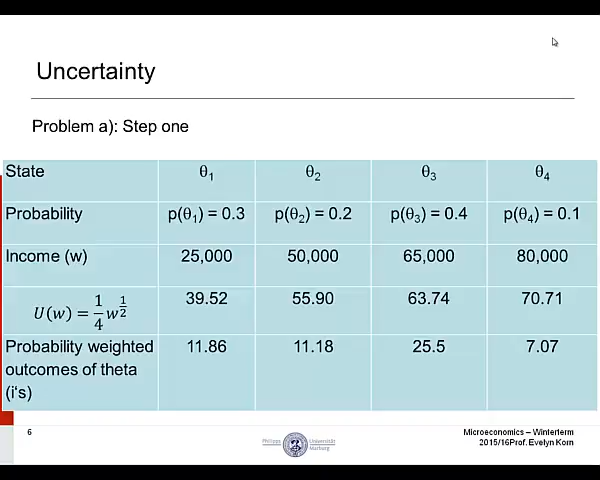 Uncertainty
Problem a): Step one
State θ1 θ2 θ3 θ4
Probability p(θ1) = 0.3 p(θ2) = 0.2 p(θ3) = 0.4 p(θ4) = 0.1
Income (w) 25,000 50,000 65,000 80,000
U(w) = 1/4 w^1/2 39.52 55.90 63.74 70.71
Probability weighted 11.86 11.18 25.5 7.07
outcomes of theta
(i's)
6
Philipps Universität
Marburg
Microeconomics – Winterterm
2015/16Prof. Evelyn Korn